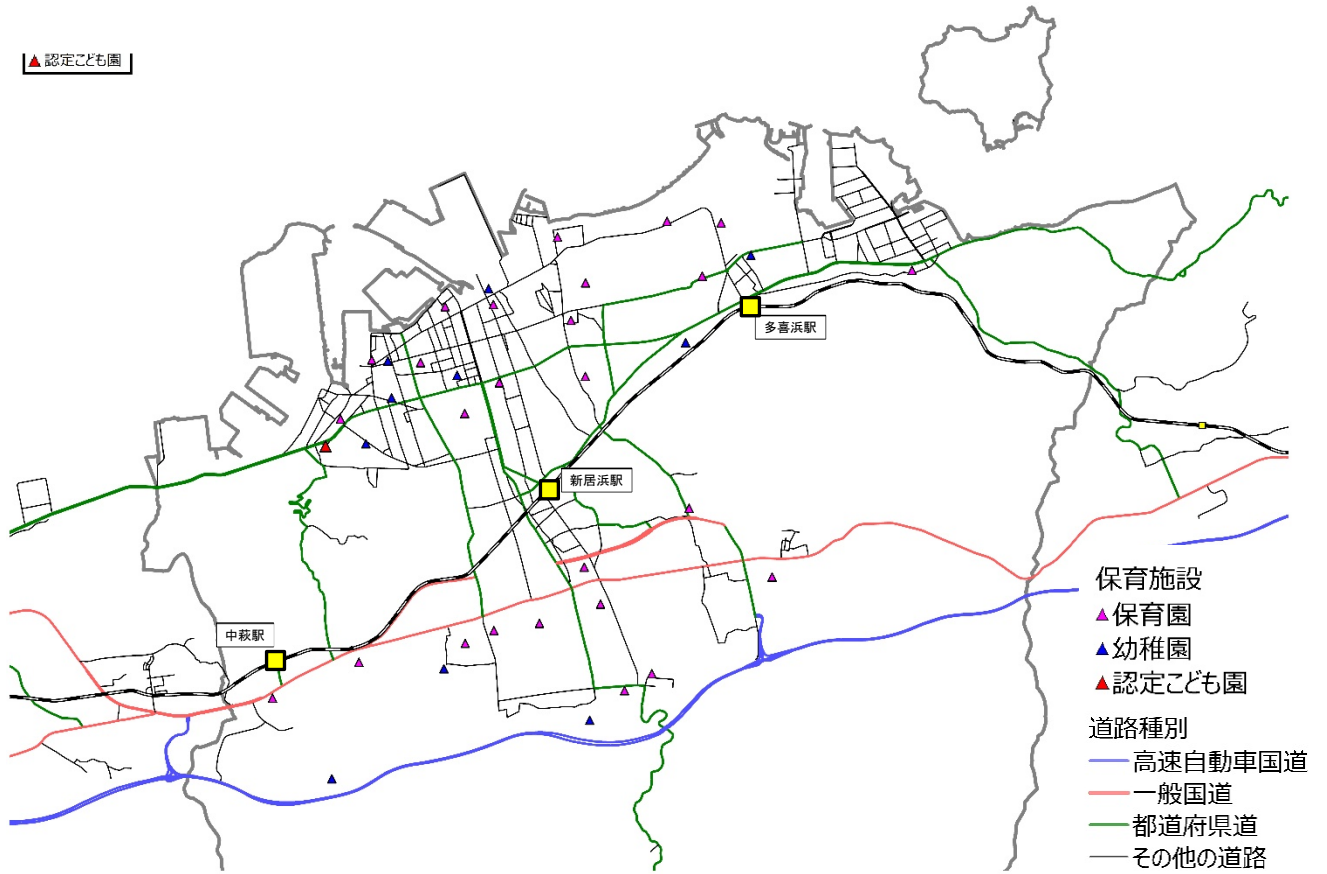 認定こども園
多喜浜駅
新居浜駅
中萩駅
保育施設
保育園
幼稚園
認定こども園
道路種別
高速自動車国道
一般国道
都道府県道
その他の道路